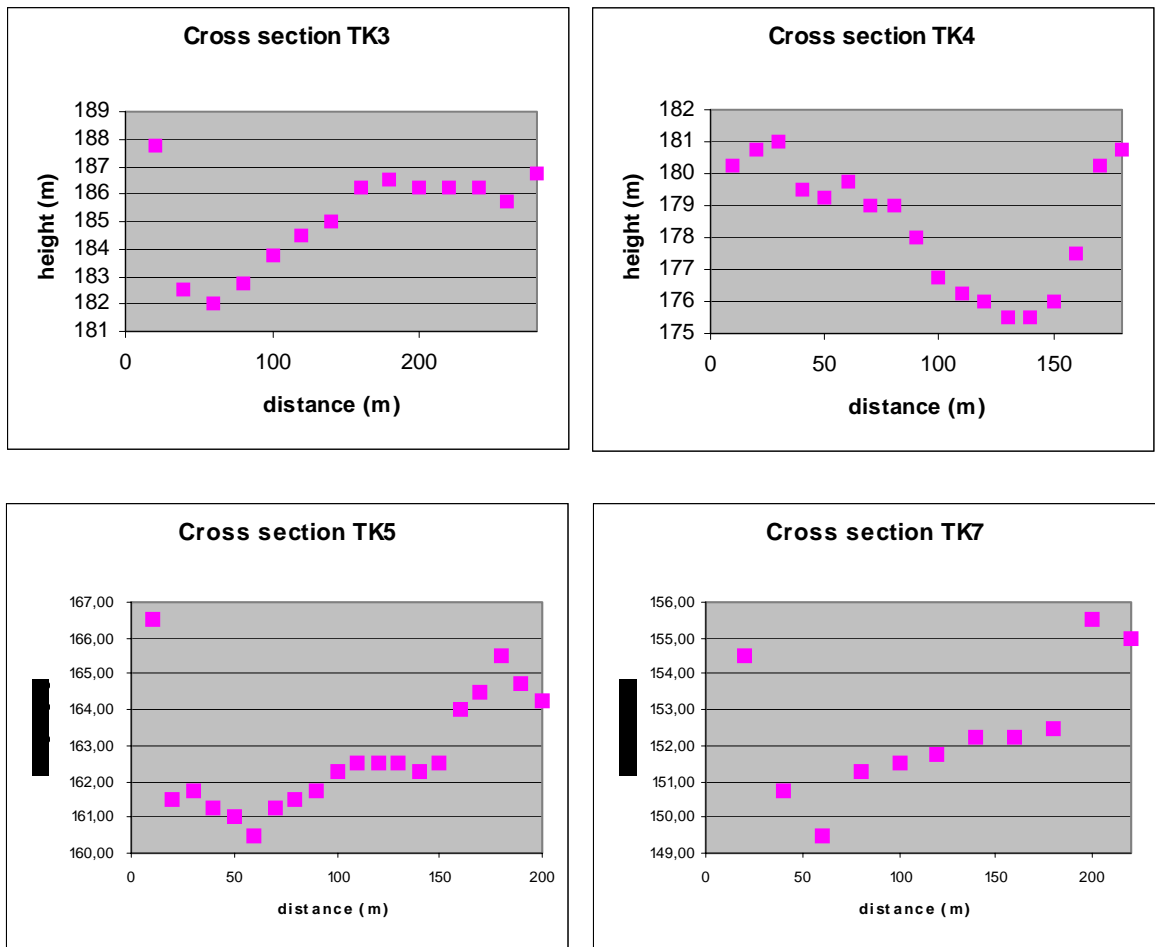 Cross section TK3
189
188
187
186
185
184
183
182
181
height (m)
0 100 200
distance (m)
Cross section TK4
182
181
180
179
178
177
176
175
height (m)
0 50 100 150
distance (m)
Cross section TK5
167,00
166,00
165,00
164,00
163,00
162,00
161,00
160,00
0 50 100 150 200
distance (m)
Cross section TK7
156,00
155,00
154,00
153,00
152,00
151,00
150,00
149,00
0 50 100 150 200
distance (m)